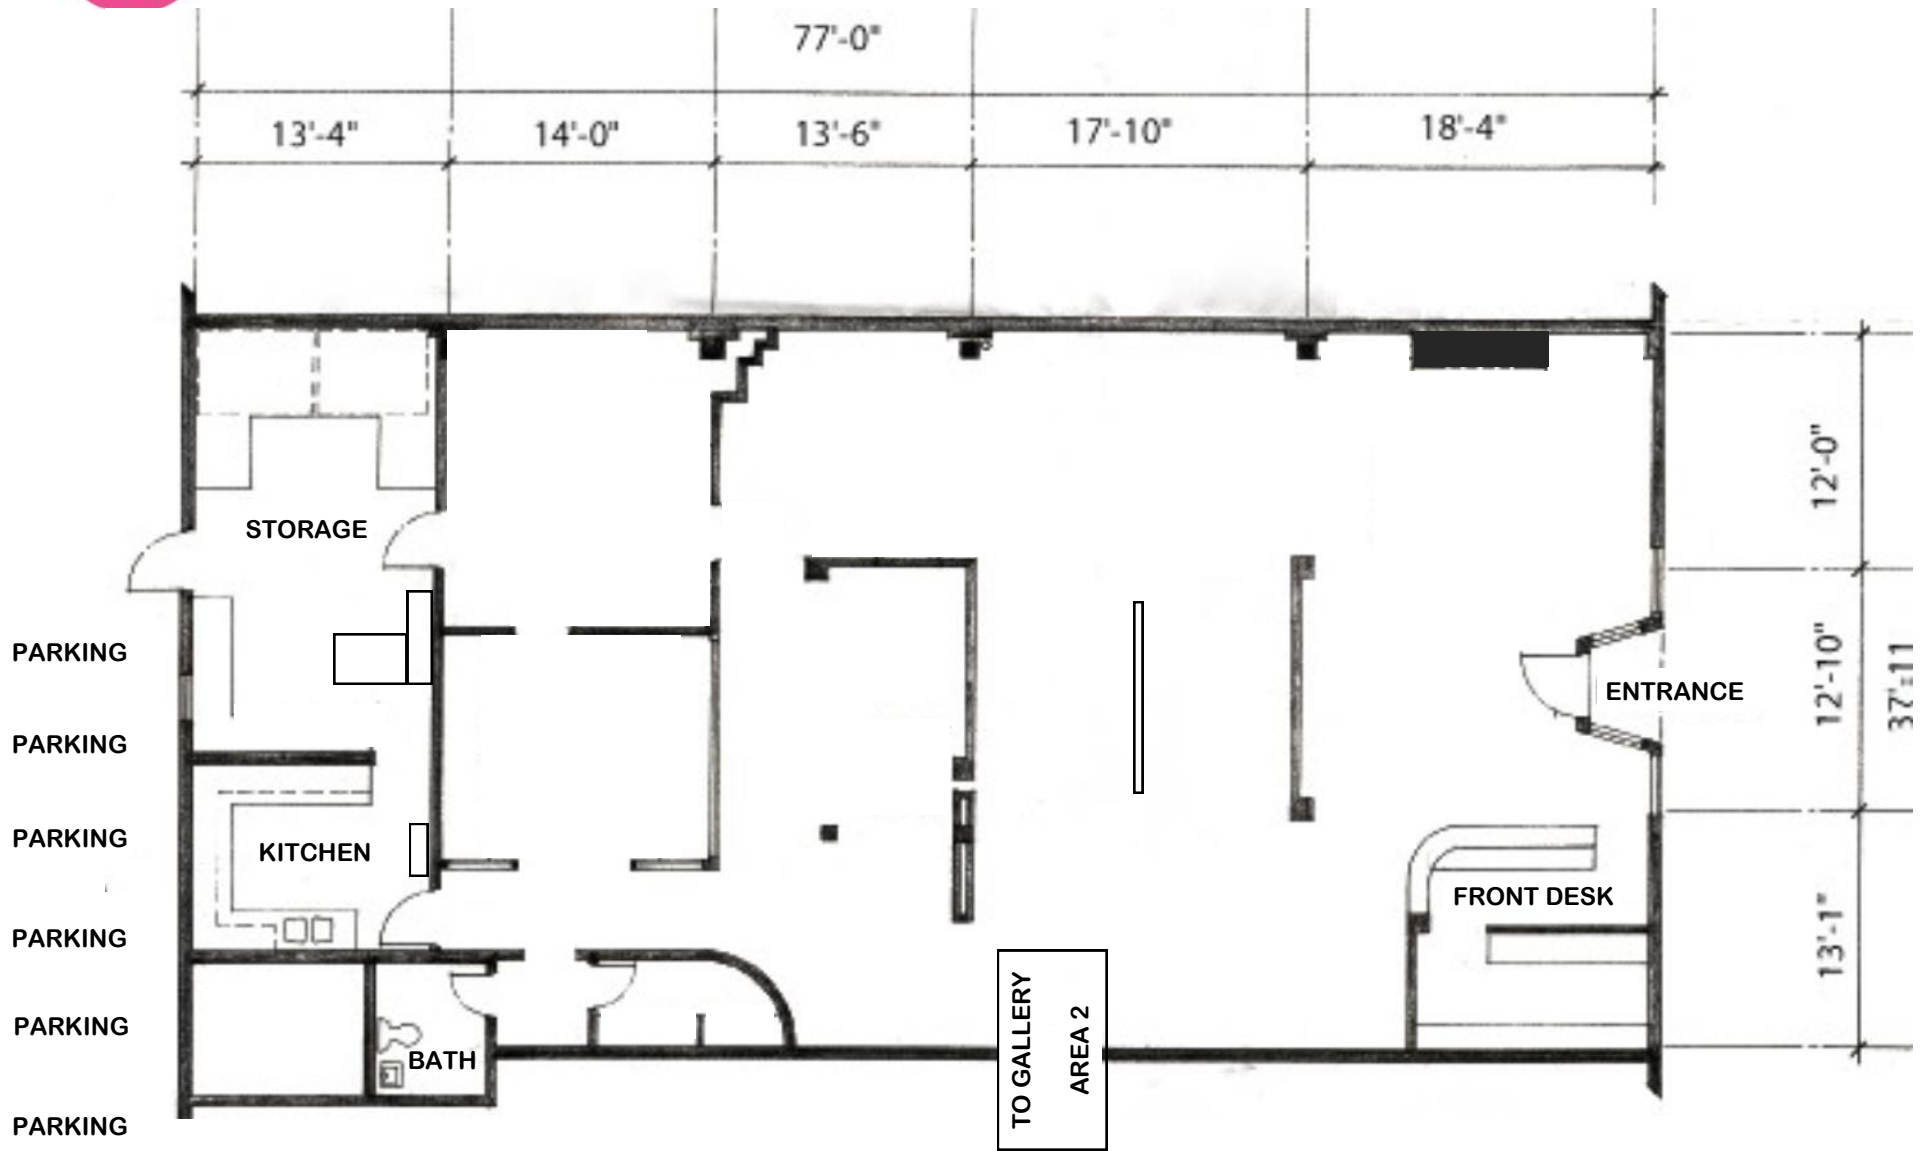 77'-0"
13'-4" 14'-0" 13'-6" 17'-10" 18'-4"
12'-0"
STORAGE
PARKING
12'-10"
37'=11
ENTRANCE
PARKING
PARKING
KITCHEN
FRONT DESK
PARKING
13'-1"
PARKING
TO GALLERY
AREA 2
BATH
PARKING